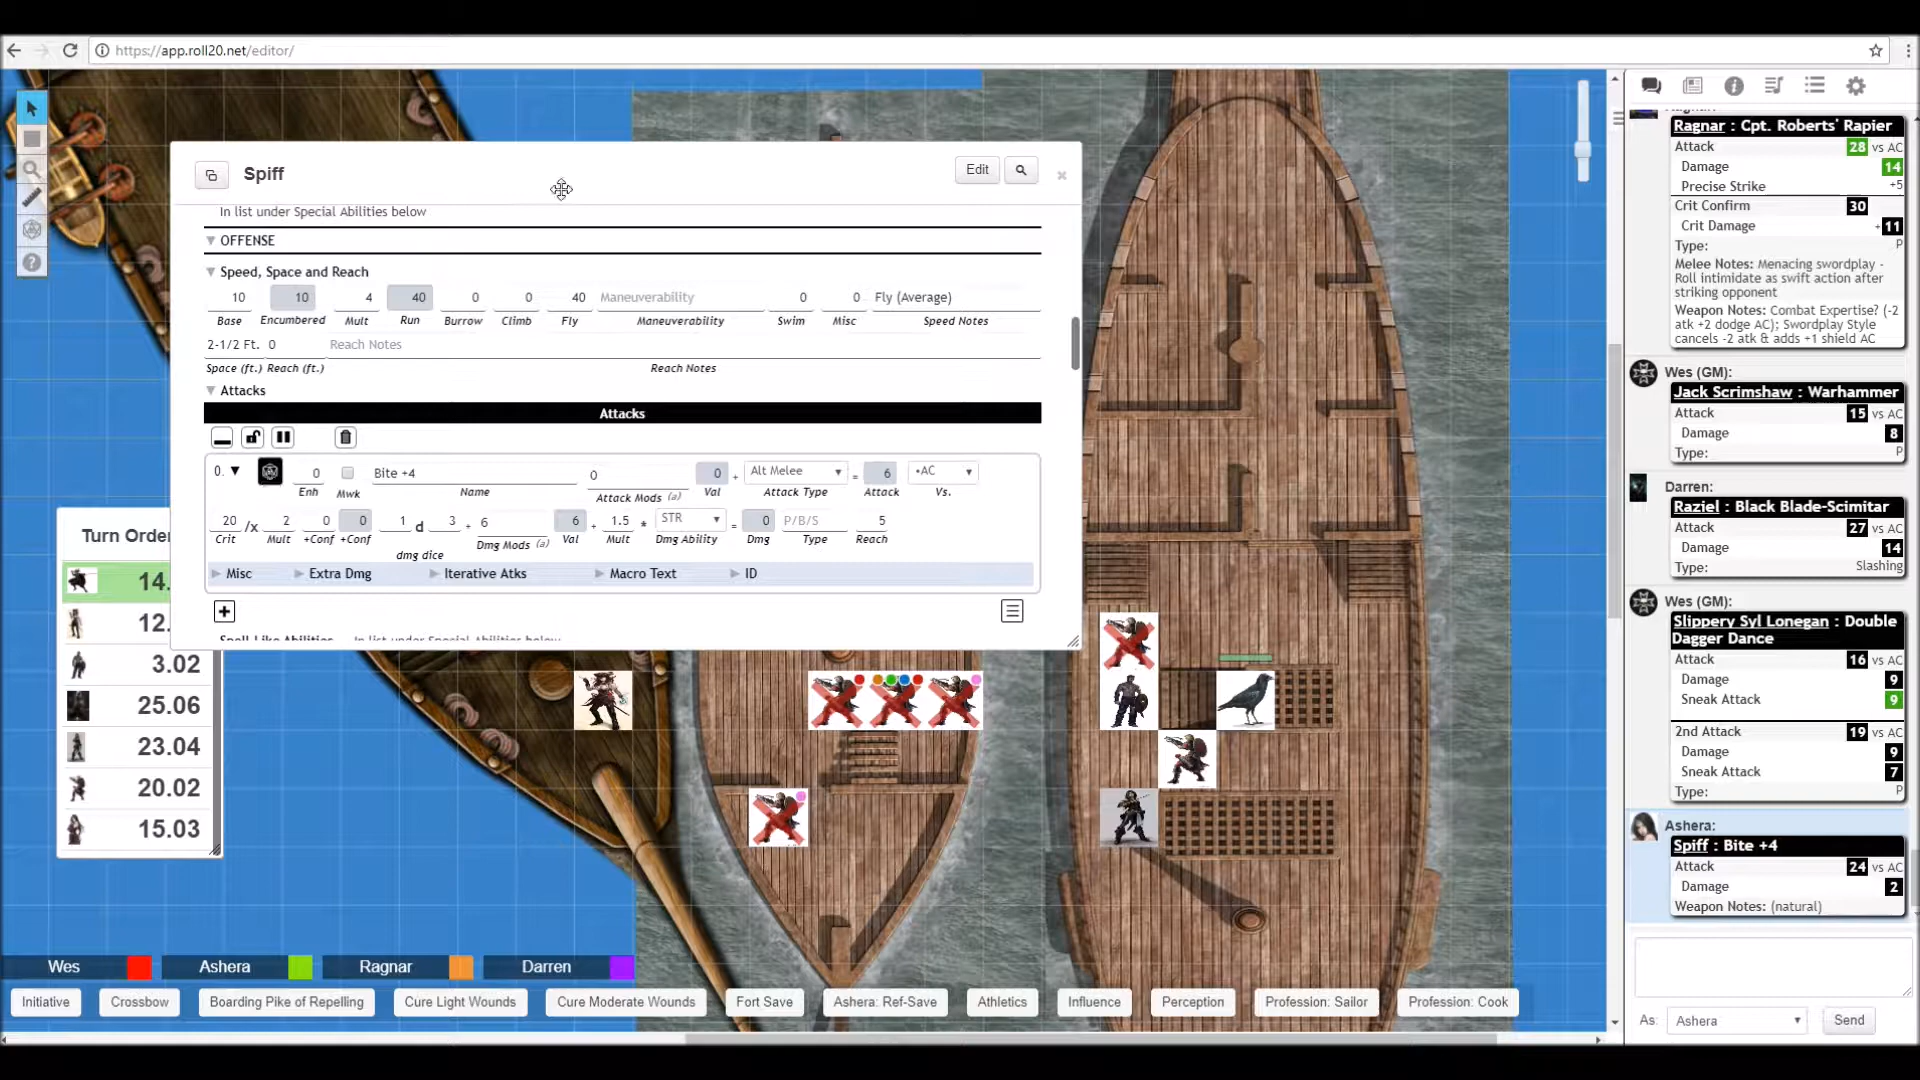 https://app.roll20.net/editor/
Spiff
Edit
In list under Special Abilities below
OFFENSE
Speed, Space and Reach
10 10 4 40 0 0 40 Maneuverability 0 0 Fly (Average)
Base Encumbered Mult Run Burrow Climb Fly Maneuverability Swim Misc Speed Notes
2-1/2 Ft. 0 Reach Notes
Space (ft.) Reach (ft.) Reach Notes
Attacks
Attacks
0. 0 Bite +4 0 0 + Alt Melee = 6 •AC
Enh Mwk Name Attack Mods (a) Val Attack Type Attack Vs.
20 /x 2 0 0 1 d 3 + 6 6 + 1.5 * STR = 0 P/B/S 5
Crit Mult +Conf +Conf dmg dice Dmg Mods (a) Val Mult Dmg Ability Dmg Type Reach
Misc Extra Dmg Iterative Atks Macro Text ID
Spell-Like Abilities In list under Special Abilities below
Turn Orde
14.
12.
3.02
25.06
23.04
20.02
15.03
Wes Ashera Ragnar Darren
Initiative Crossbow Boarding Pike of Repelling Cure Light Wounds Cure Moderate Wounds Fort Save Ashera: Ref-Save Athletics Influence Perception Profession: Sailor Profession: Cook
Ragnar:
Ragnar : Cpt. Roberts' Rapier
Attack 28 vs AC
Damage 14
Precise Strike +5
Crit Confirm 30
Crit Damage +11
Type: P
Melee Notes: Menacing swordplay -
Roll intimidate as swift action after
striking opponent
Weapon Notes: Combat Expertise? (-2
atk +2 dodge AC); Swordplay Style
cancels -2 atk & adds +1 shield AC
Wes (GM):
Jack Scrimshaw : Warhammer
Attack 15 vs AC
Damage 8
Type:
Darren:
Raziel : Black Blade-Scimitar
Attack 27 vs AC
Damage 14
Type: Slashing
Wes (GM):
Slippery Syl Lonegan : Double
Dagger Dance
Attack 16 vs AC
Damage 9
Sneak Attack 9
2nd Attack 19 vs AC
Damage 9
Sneak Attack 7
Type: P
Ashera:
Spiff : Bite +4
Attack 24 vs AC
Damage 2
Weapon Notes: (natural)
As: Ashera Send